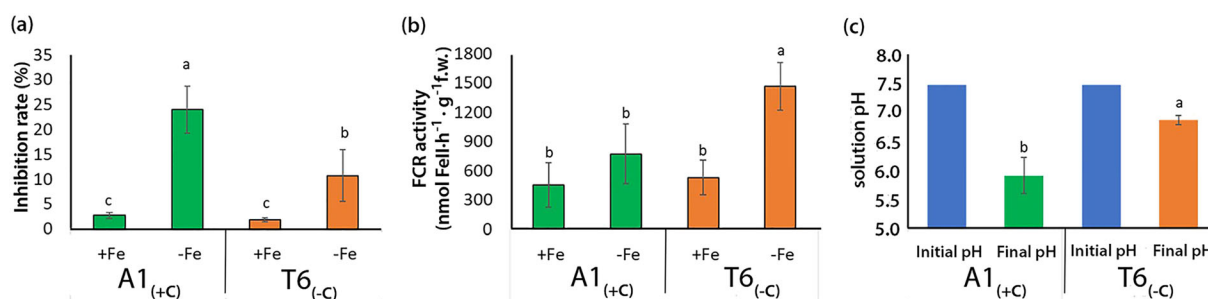 (a)
Inhibition rate (%)
35
30
25
20
15
10
5
0
c
a
c
b
+Fe
-Fe
+Fe
-Fe
A1(+C)
T6(-C)
(b)
FCR activity
(nmol FeII·h⁻¹ · g⁻¹f.w.)
1800
1500
1200
900
600
300
0
b
b
b
a
+Fe
-Fe
+Fe
-Fe
A1(+C)
T6(-C)
(c)
solution pH
8.0
7.5
7.0
6.5
6.0
5.5
5.0
b
a
Initial pH
Final pH
Initial pH
Final pH
A1(+C)
T6(-C)